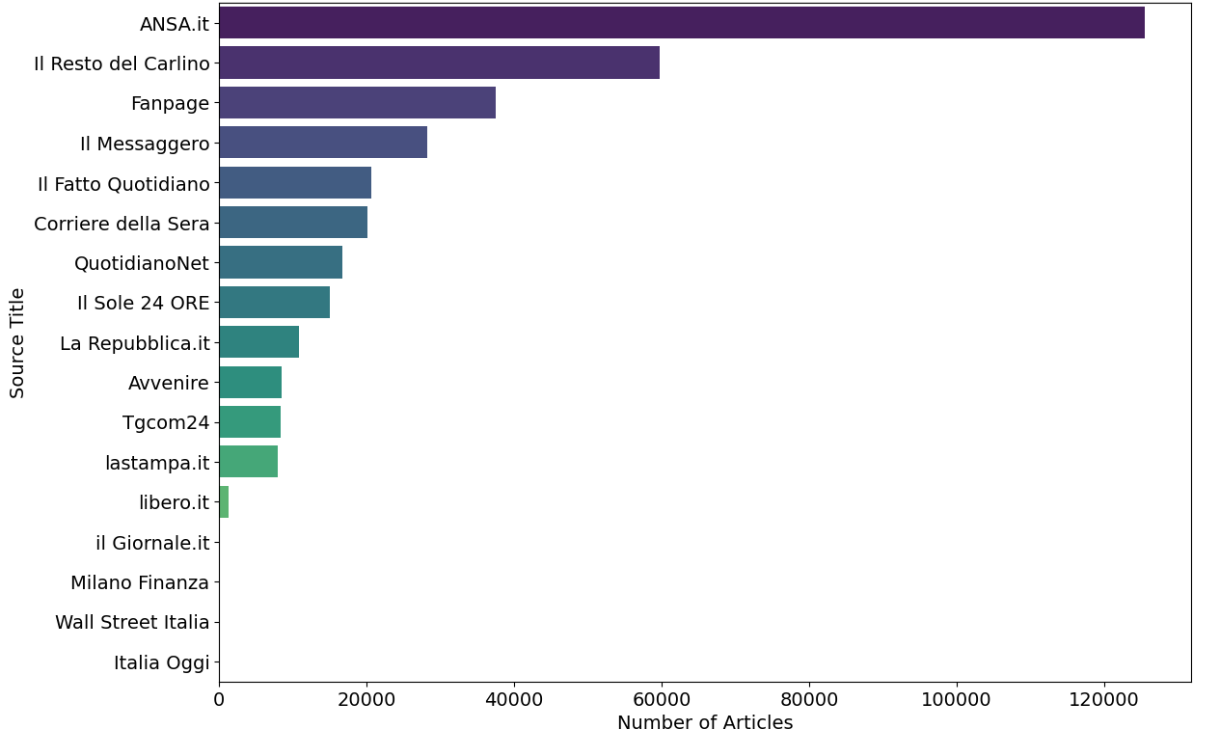 ANSA.it
Il Resto del Carlino
Fanpage
Il Messaggero
Il Fatto Quotidiano
Corriere della Sera
QuotidianoNet
Il Sole 24 ORE
La Repubblica.it
Avvenire
Tgcom24
lastampa.it
libero.it
il Giornale.it
Milano Finanza
Wall Street Italia
Italia Oggi
Source Title
0 20000 40000 60000 80000 100000 120000
Number of Articles